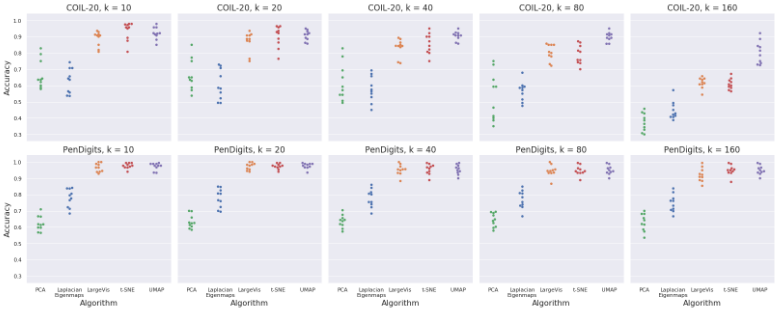 COIL-20, k = 10
COIL-20, k = 20
COIL-20, k = 40
COIL-20, k = 80
COIL-20, k = 160
Accuracy
1.0
0.9
0.8
0.7
0.6
0.5
0.4
0.3
PenDigits, k = 10
PenDigits, k = 20
PenDigits, k = 40
PenDigits, k = 80
PenDigits, k = 160
Accuracy
1.0
0.9
0.8
0.7
0.6
0.5
0.4
0.3
PCA Laplacian Eigenmaps LargeVis t-SNE UMAP
PCA Laplacian Eigenmaps LargeVis t-SNE UMAP
PCA Laplacian Eigenmaps LargeVis t-SNE UMAP
PCA Laplacian Eigenmaps LargeVis t-SNE UMAP
PCA Laplacian Eigenmaps LargeVis t-SNE UMAP
Algorithm
Algorithm
Algorithm
Algorithm
Algorithm